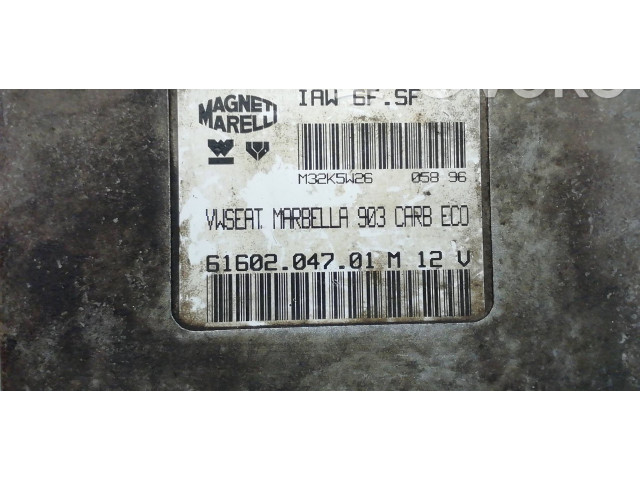 MAGNETI
MARELLI
IAW 6F.SF
M32K5W26 058 96
VWSEAT MARBELLA 903 CARB ECO
61602.047.01 M 12 V